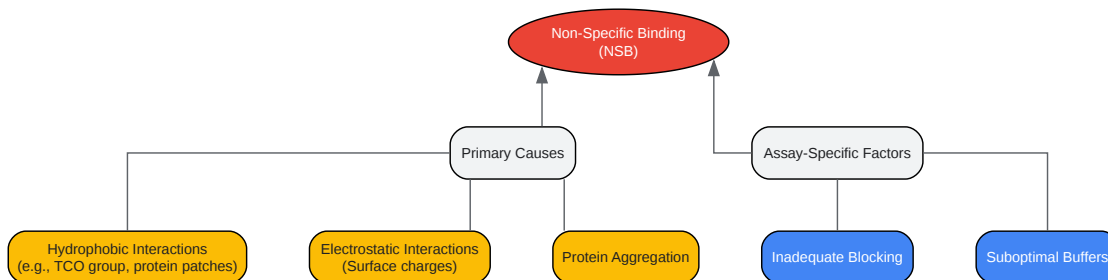 Non-Specific Binding
(NSB)
Primary Causes
Assay-Specific Factors
Hydrophobic Interactions
(e.g., TCO group, protein patches)
Electrostatic Interactions
(Surface charges)
Protein Aggregation
Inadequate Blocking
Suboptimal Buffers